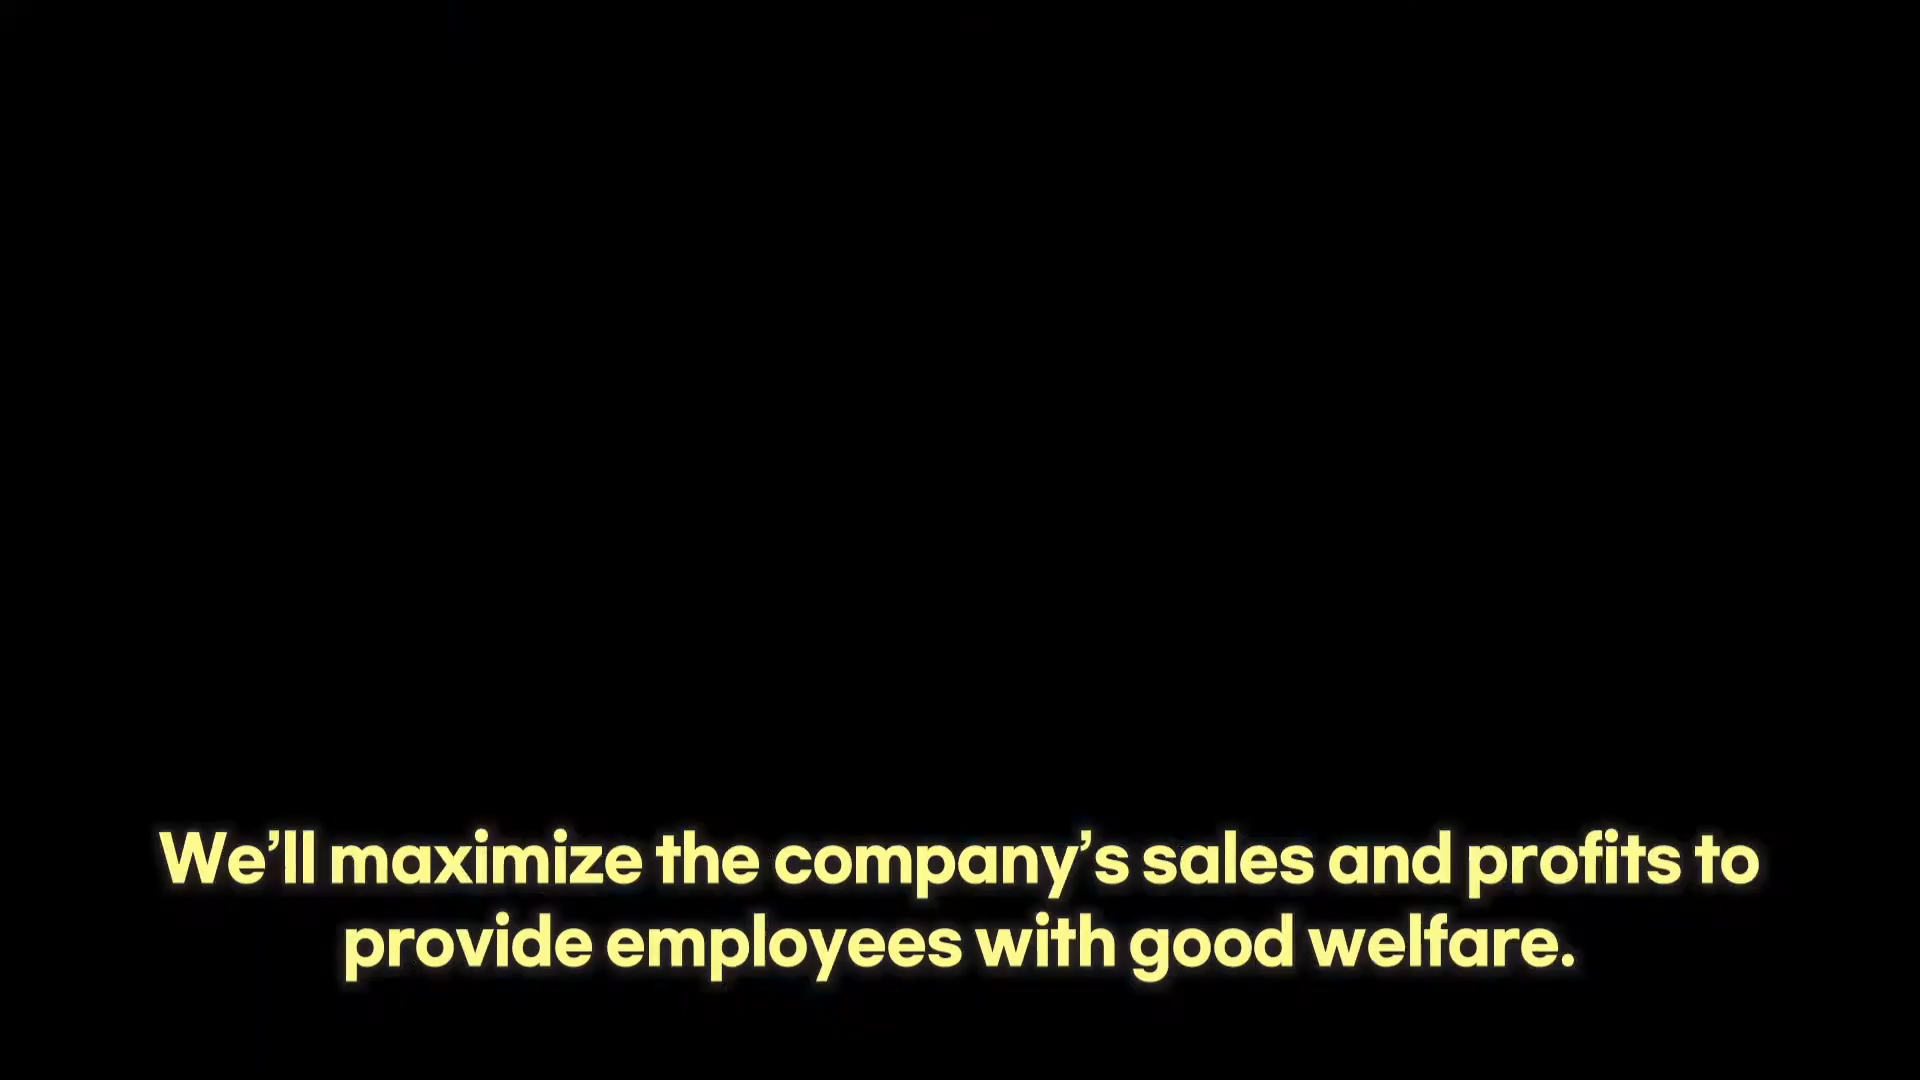 We’ll maximize the company’s sales and profits to
provide employees with good welfare.